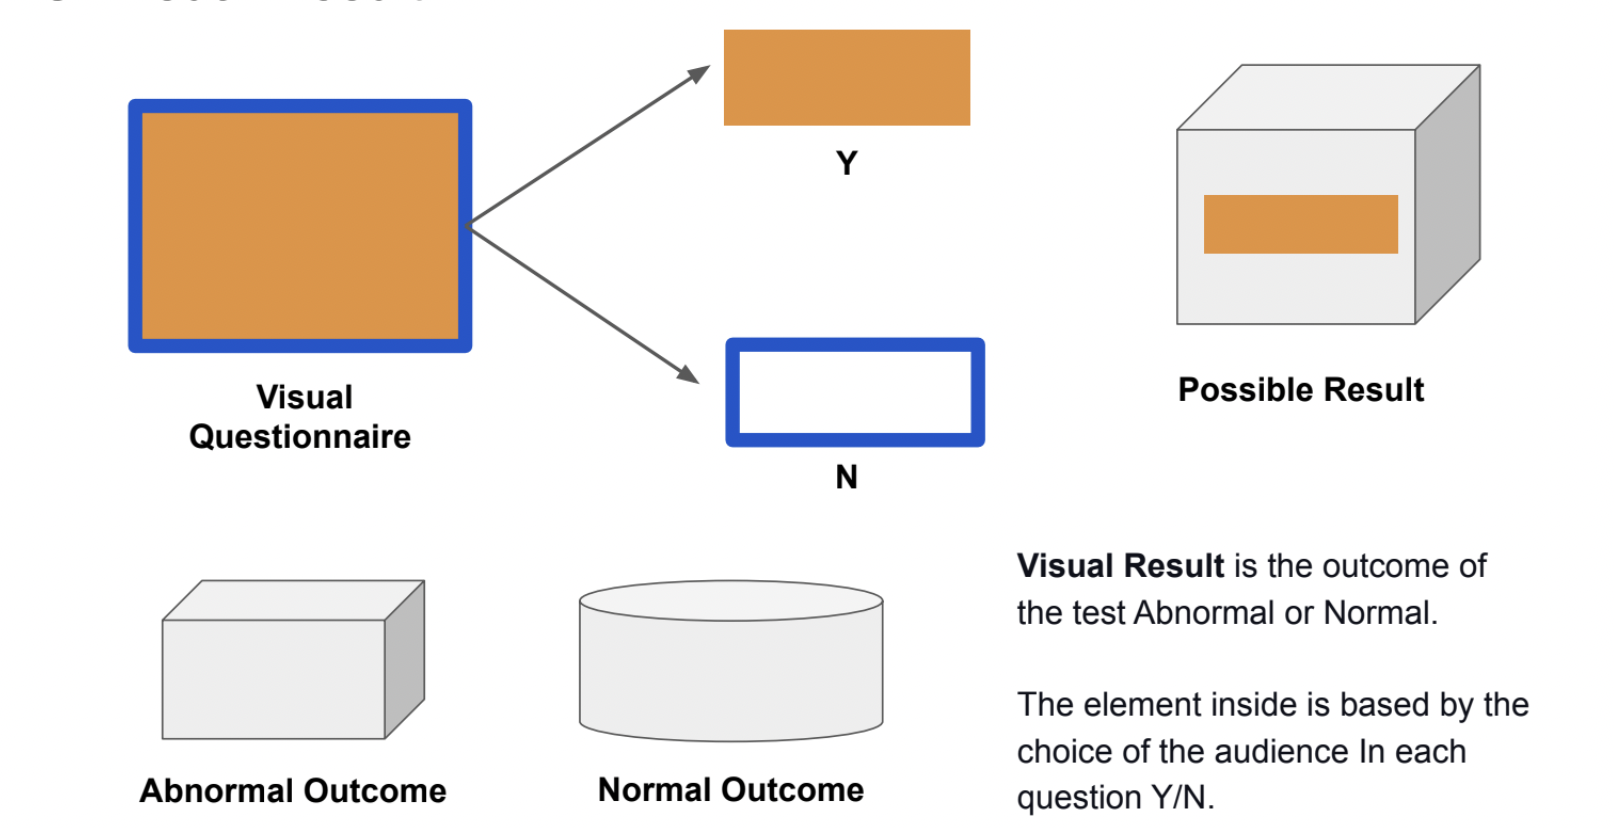 Y
Visual
Questionnaire
Possible Result
N
Abnormal Outcome
Normal Outcome
Visual Result is the outcome of
the test Abnormal or Normal.
The element inside is based by the
choice of the audience In each
question Y/N.